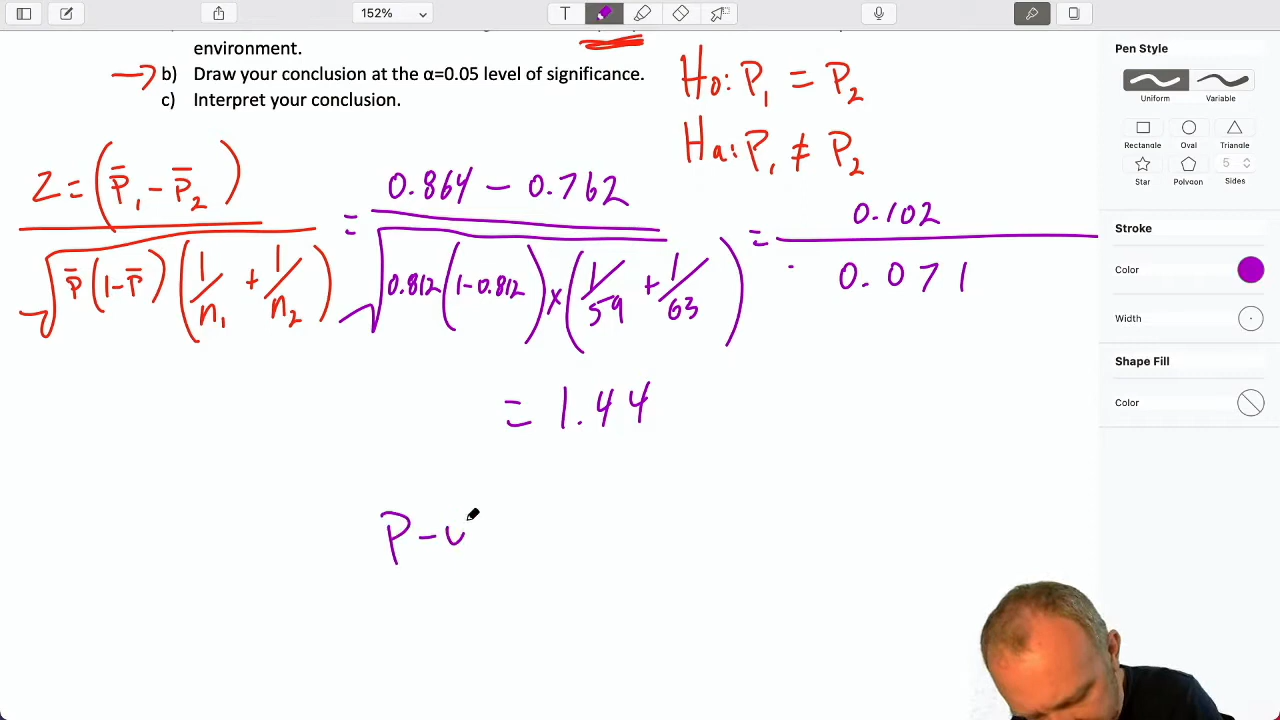 152%
T
environment.
b) Draw your conclusion at the α=0.05 level of significance.
c) Interpret your conclusion.
Ho: P₁ = P₂
Ha: P₁ ≠ P₂
Z = (p̅₁ - p̅₂) / √(p̅(1-p̅)(1/n₁ + 1/n₂)) = 0.864 - 0.762 / √(0.812(1-0.812) × (1/59 + 1/63)) = 0.102 / 0.071
= 1.44
P-v
Pen Style
Uniform Variable
Rectangle Oval Triangle
5
Star Polygon Sides
Stroke
Color
Width
Shape Fill
Color